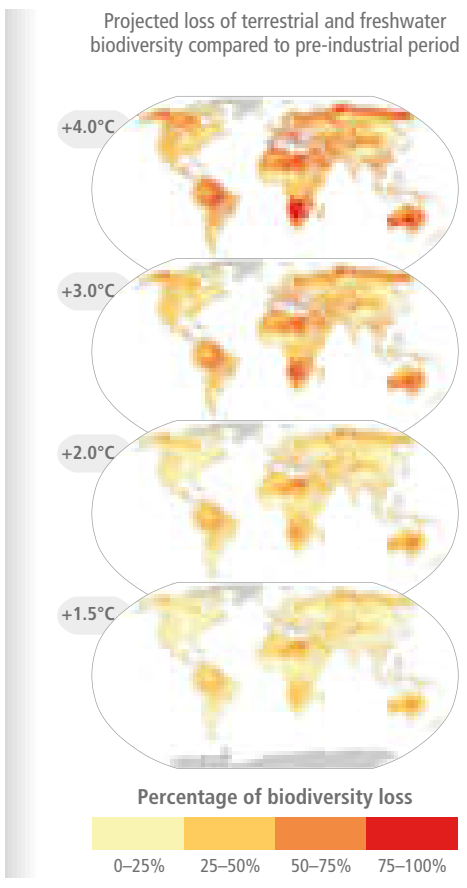 Projected loss of terrestrial and freshwater
biodiversity compared to pre-industrial period
+4.0°C
+3.0°C
+2.0°C
+1.5°C
Percentage of biodiversity loss
0–25% 25–50% 50–75% 75–100%